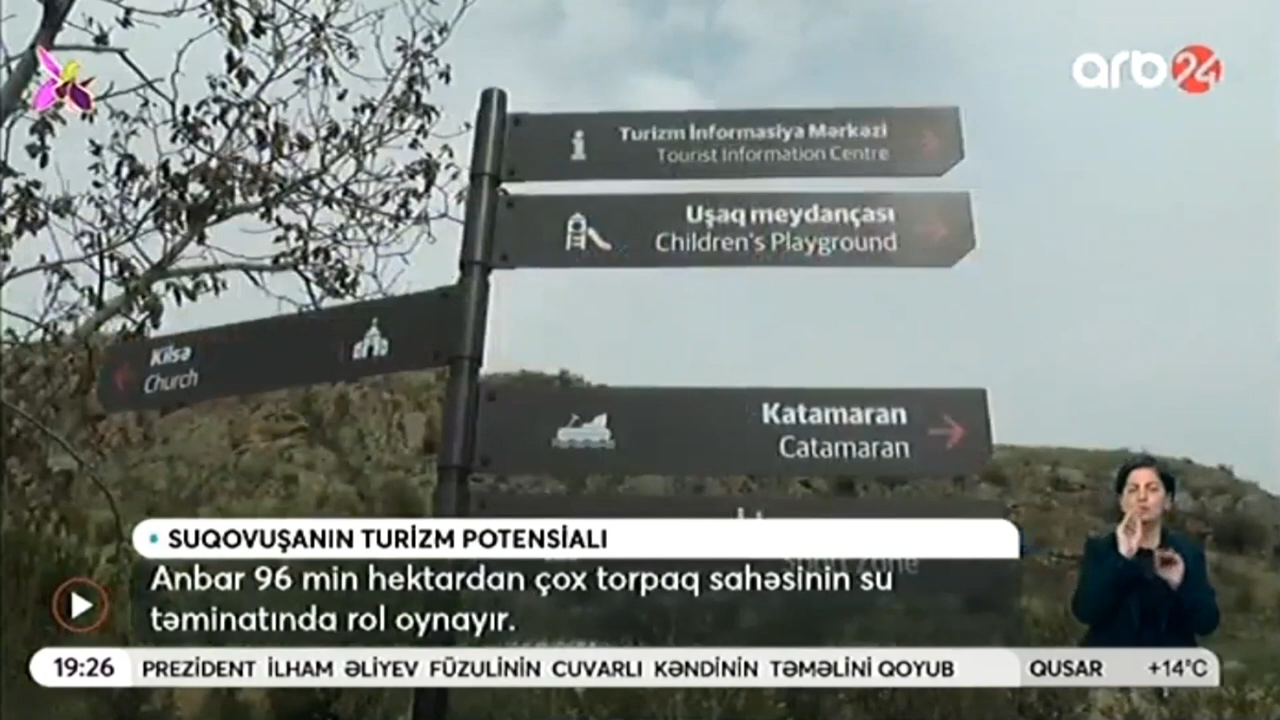 arb24
Turizm İnformasiya Mərkəzi
Tourist Information Centre
Uşaq meydançası
Children's Playground
Kilsə
Church
Katamaran
Catamaran
Zone
SUQOVUŞANIN TURİZM POTENSİALI
Anbar 96 min hektardan çox torpaq sahəsinin su
təminatında rol oynayır.
19:26 PREZİDENT İLHAM ƏLİYEV FÜZULİNİN CUVARLI KƏNDİNİN TƏMƏLİNİ QOYUB QUSAR +14°C